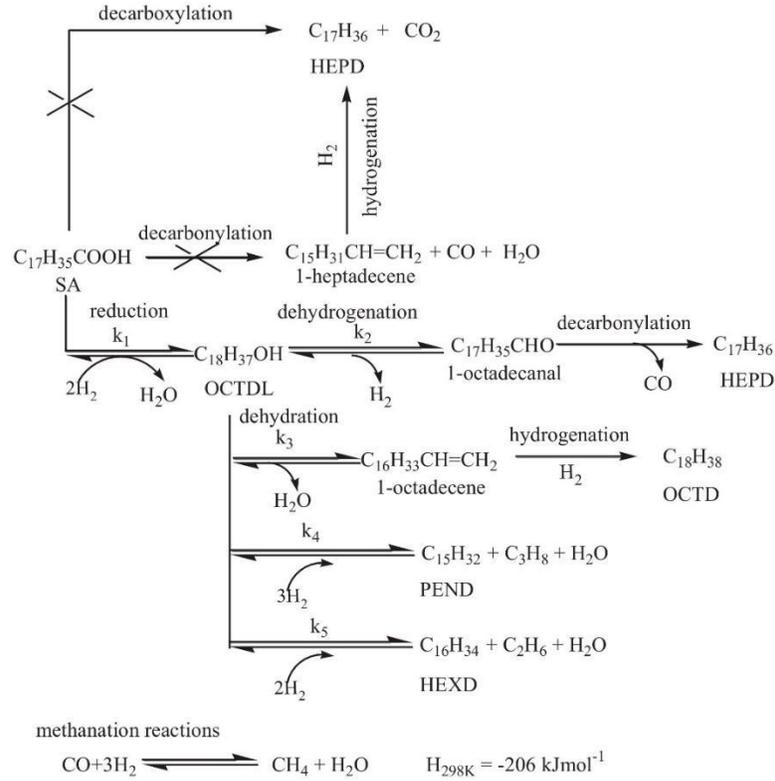 decarboxylation
C₁₇H₃₆ + CO₂
HEPD
H₂
hydrogenation
decarbonylation
C₁₇H₃₅COOH
C₁₅H₃₁CH=CH₂ + CO + H₂O
SA
1-heptadecene
reduction
k₁
dehydrogenation
k₂
decarbonylation
C₁₈H₃₇OH
C₁₇H₃₅CHO
C₁₇H₃₆
2H₂
H₂O
OCTDL
H₂
1-octadecanal
CO
HEPD
dehydration
k₃
hydrogenation
C₁₆H₃₃CH=CH₂
C₁₈H₃₈
H₂O
1-octadecene
H₂
OCTD
k₄
C₁₅H₃₂ + C₃H₈ + H₂O
3H₂
PEND
k₅
C₁₆H₃₄ + C₂H₆ + H₂O
2H₂
HEXD
methanation reactions
CO+3H₂
CH₄ + H₂O
H₂₉₈K = -206 kJmol⁻¹